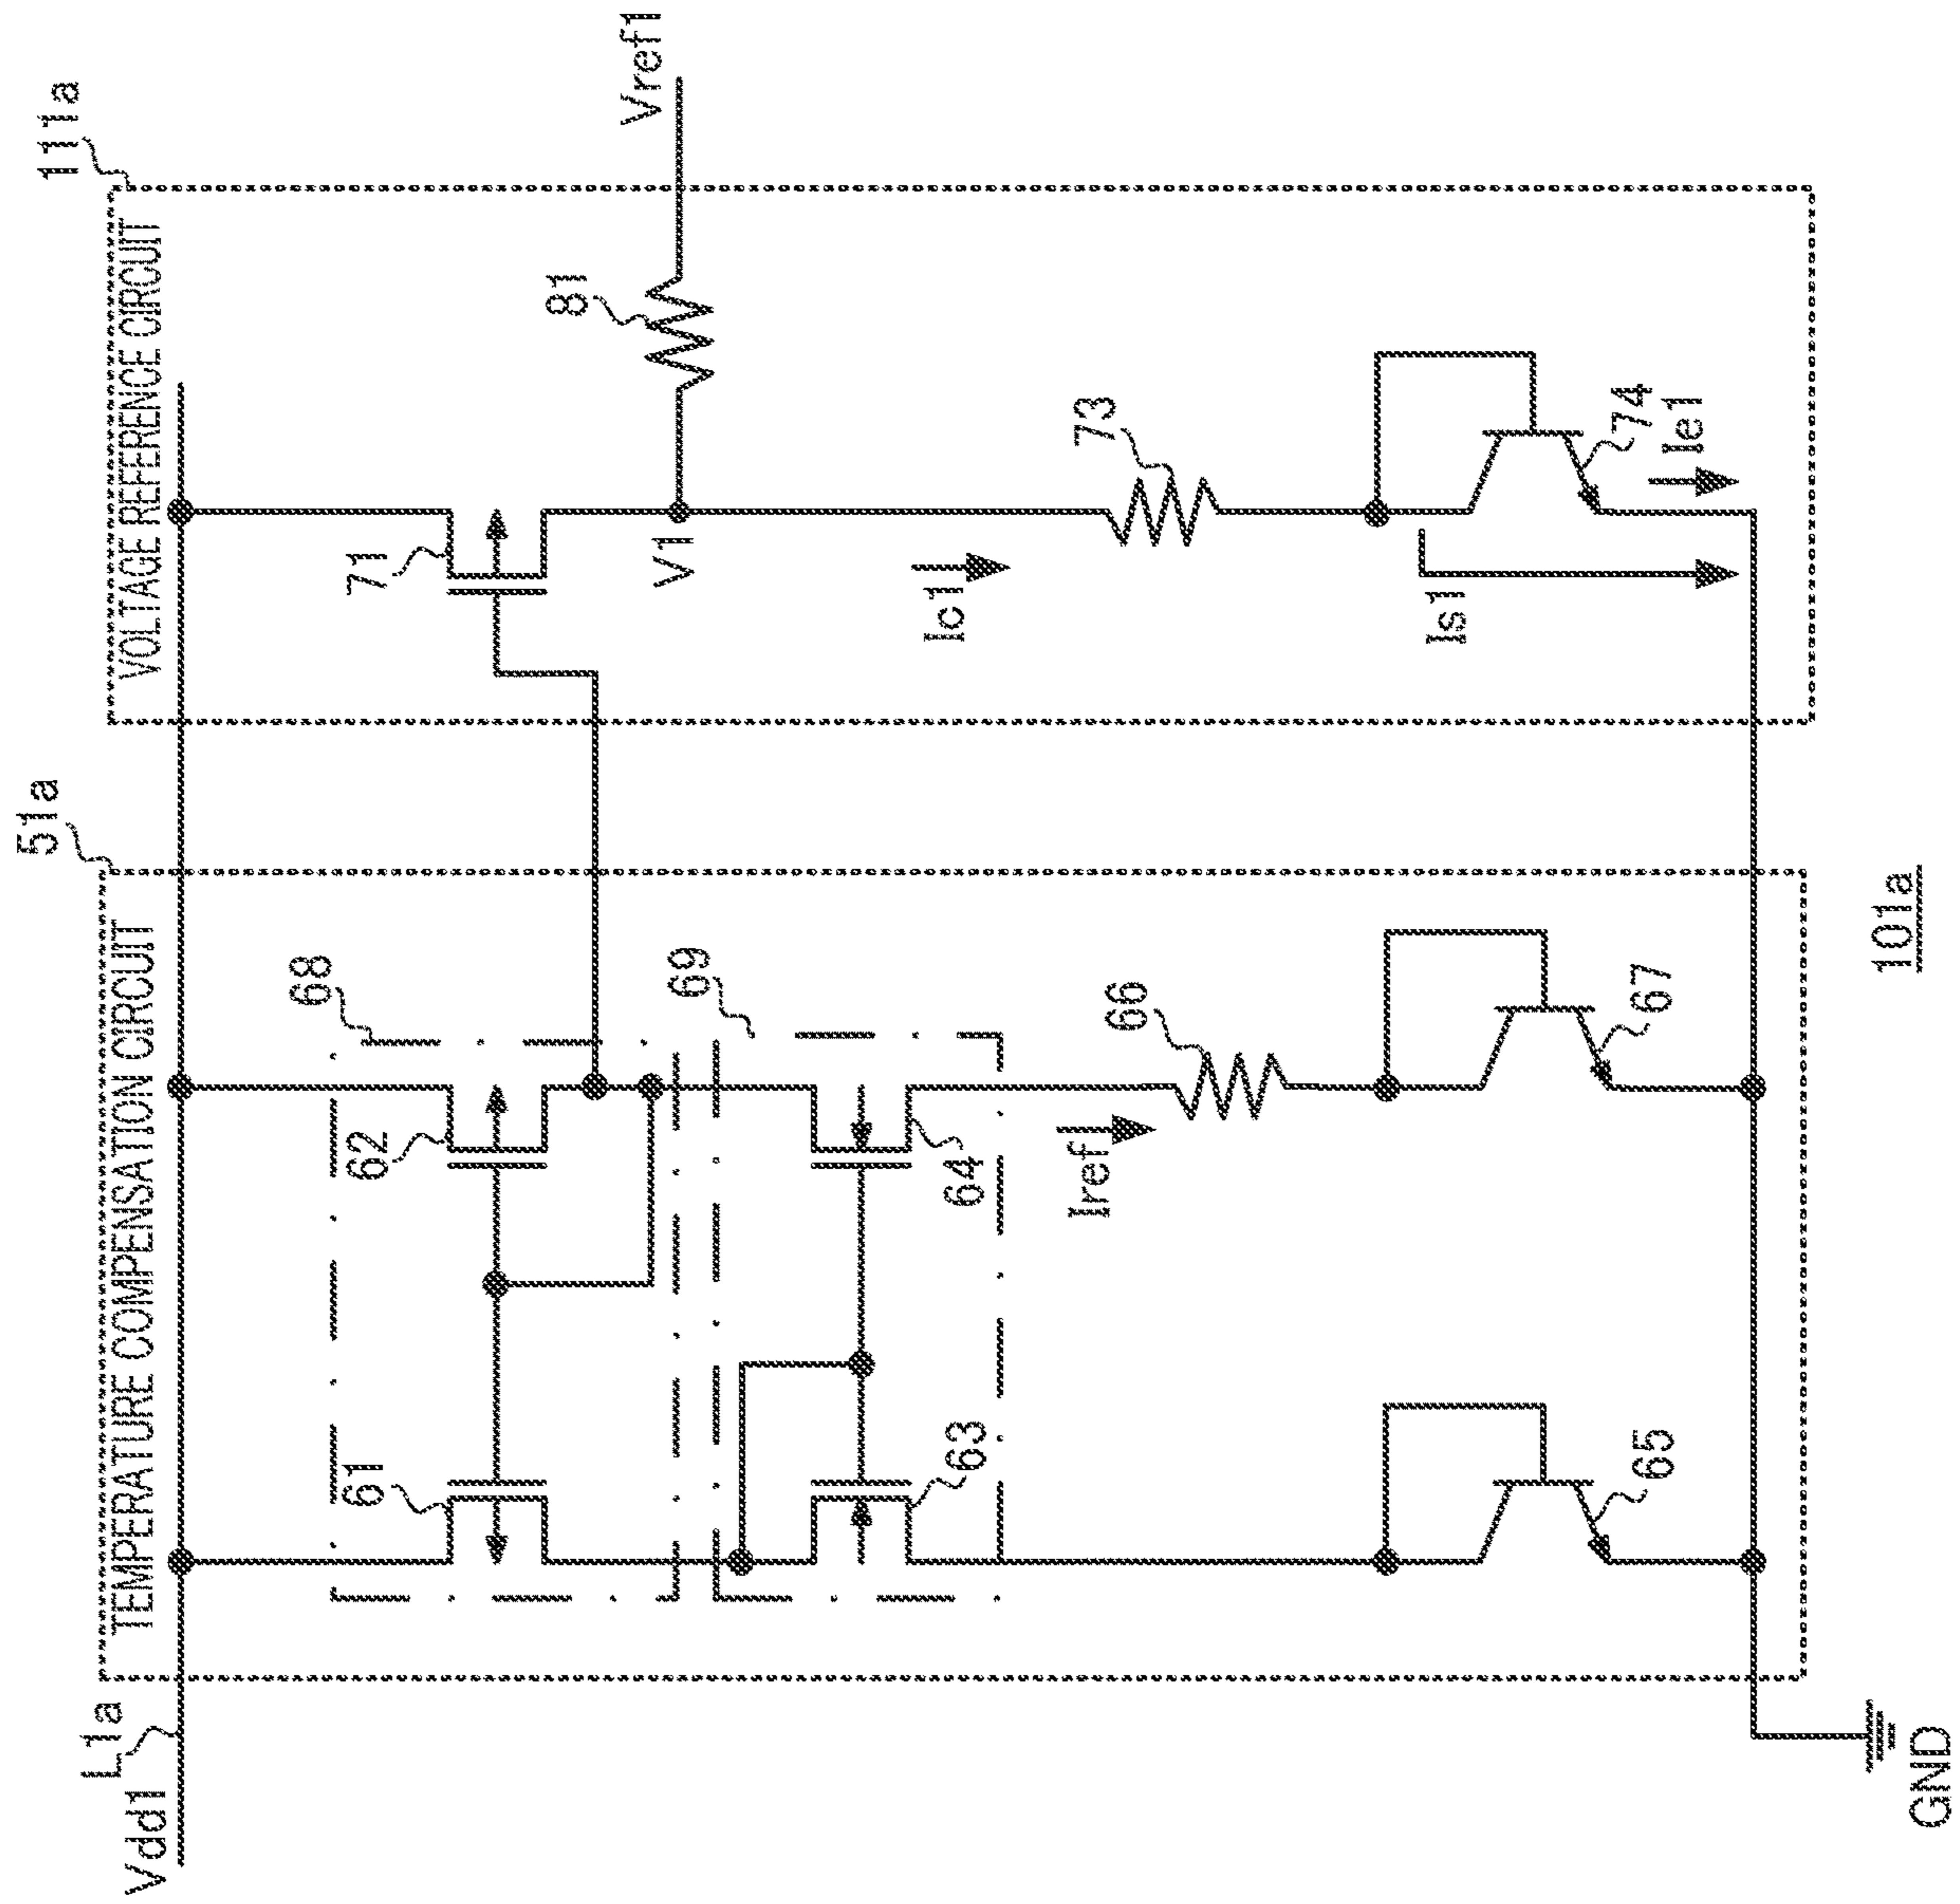 51a
111a
L1a
Vdd1
TEMPERATURE COMPENSATION CIRCUIT
VOLTAGE REFERENCE CIRCUIT
68
61
62
71
81
Vref1
V1
69
63
64
Iref
66
Ic1
73
Is1
65
67
74
Ie1
GND
101a